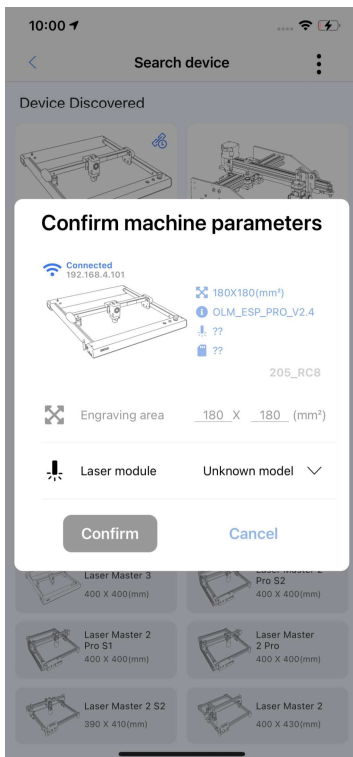 10:00
Search device
Device Discovered
Confirm machine parameters
Connected
192.168.4.101
180X180(mm²)
OLM_ESP_PRO_V2.4
??
??
205_RC8
Engraving area 180 X 180 (mm²)
Laser module Unknown model
Confirm Cancel
Laser Master 3
400 X 400(mm)
Laser Master 2
Pro S2
400 X 400(mm)
Laser Master 2
Pro S1
400 X 400(mm)
Laser Master
2 Pro
400 X 400(mm)
Laser Master 2 S2
390 X 410(mm)
Laser Master 2
400 X 430(mm)